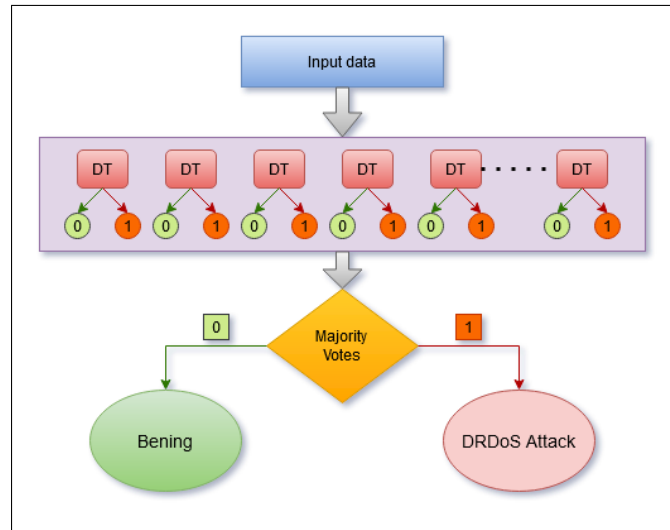 Input data
DT DT DT DT DT DT
0 1 0 1 0 1 0 1 0 1 0 1
0 1
Majority
Votes
Bening
DRDoS Attack